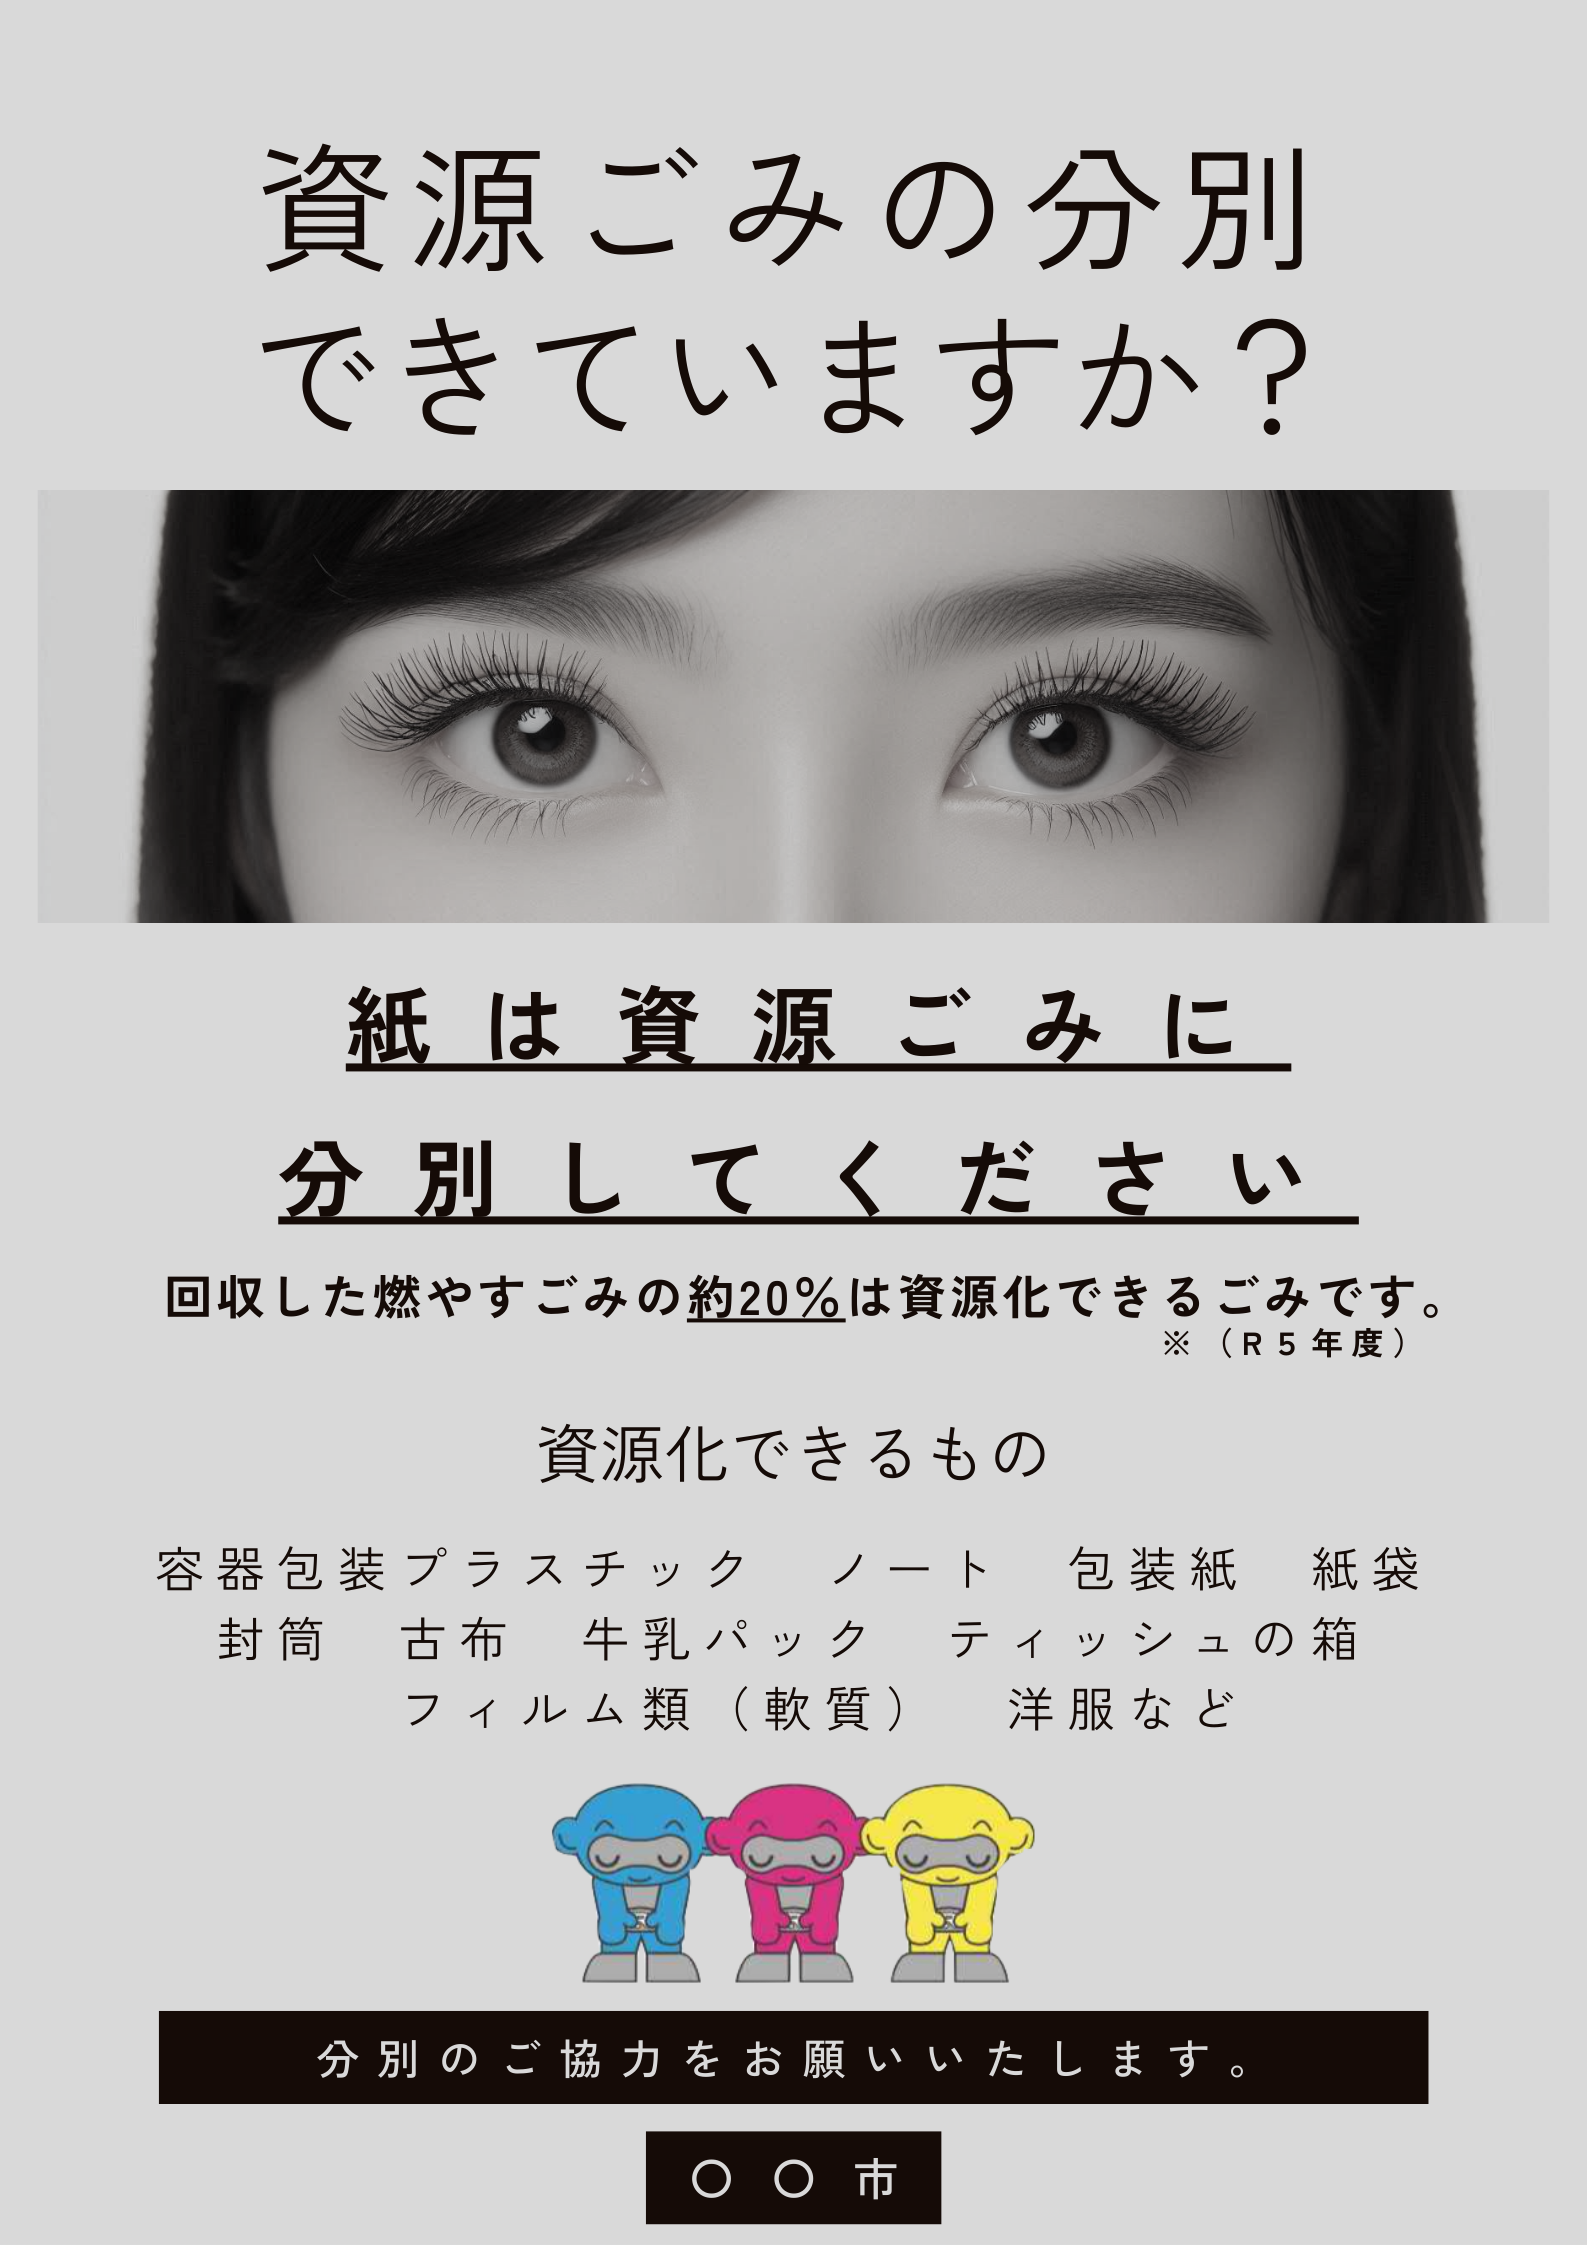 資源ごみの分別
できていますか？
紙は資源ごみに
分別してください
回収した燃やすごみの約20％は資源化できるごみです。
※（R５年度）
資源化できるもの
容器包装プラスチック　ノート　包装紙　紙袋
封筒　古布　牛乳パック　ティッシュの箱
フィルム類（軟質）　洋服など
分別のご協力をお願いいたします。
〇〇市